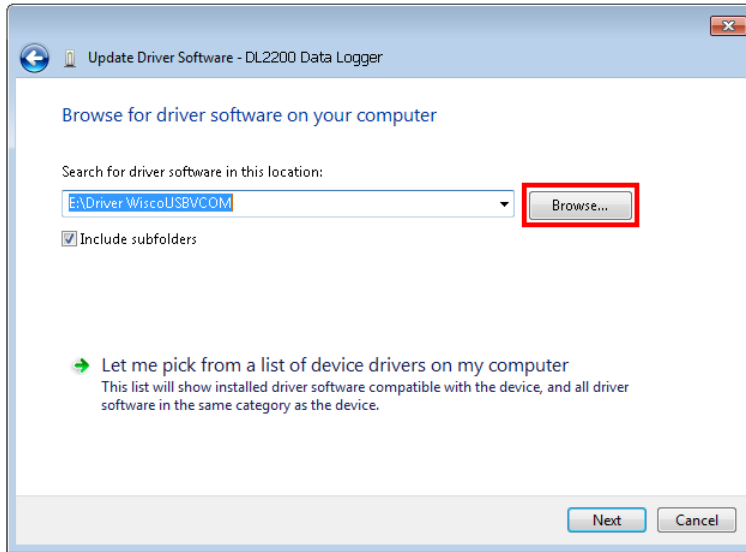 Update Driver Software - DL2200 Data Logger
Browse for driver software on your computer
Search for driver software in this location:
E:\Driver WiscoUSBVCOM
Browse...
Include subfolders
Let me pick from a list of device drivers on my computer
This list will show installed driver software compatible with the device, and all driver
software in the same category as the device.
Next
Cancel